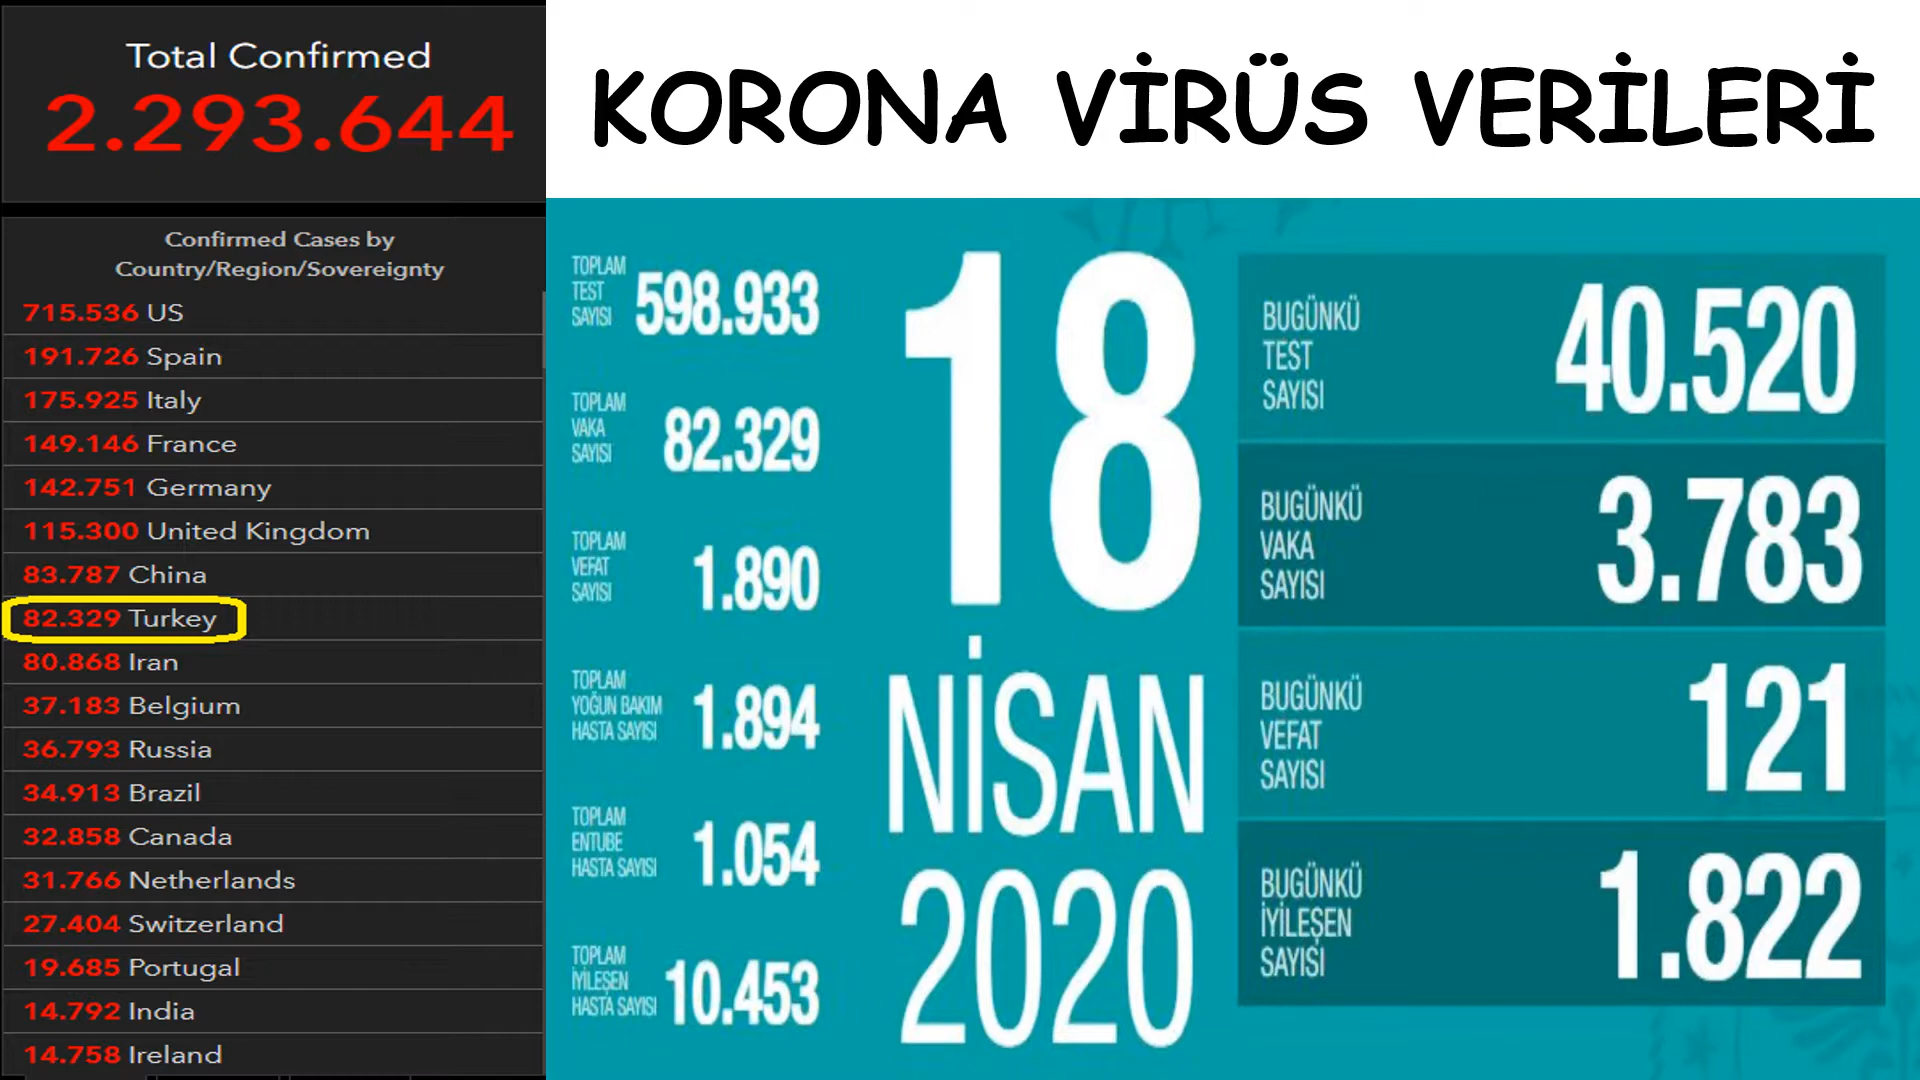 Total Confirmed
2.293.644
Confirmed Cases by
Country/Region/Sovereignty
715.536 US
191.726 Spain
175.925 Italy
149.146 France
142.751 Germany
115.300 United Kingdom
83.787 China
82.329 Turkey
80.868 Iran
37.183 Belgium
36.793 Russia
34.913 Brazil
32.858 Canada
31.766 Netherlands
27.404 Switzerland
19.685 Portugal
14.792 India
14.758 Ireland
KORONA VİRÜS VERİLERİ
TOPLAM
TEST
SAYISI
598.933
TOPLAM
VAKA
SAYISI
82.329
TOPLAM
VEFAT
SAYISI
1.890
TOPLAM
YOĞUN BAKIM
HASTA SAYISI
1.894
TOPLAM
ENTUBE
HASTA SAYISI
1.054
TOPLAM
İYİLEŞEN
HASTA SAYISI
10.453
18
NİSAN
2020
BUGÜNKÜ
TEST
SAYISI
40.520
BUGÜNKÜ
VAKA
SAYISI
3.783
BUGÜNKÜ
VEFAT
SAYISI
121
BUGÜNKÜ
İYİLEŞEN
SAYISI
1.822